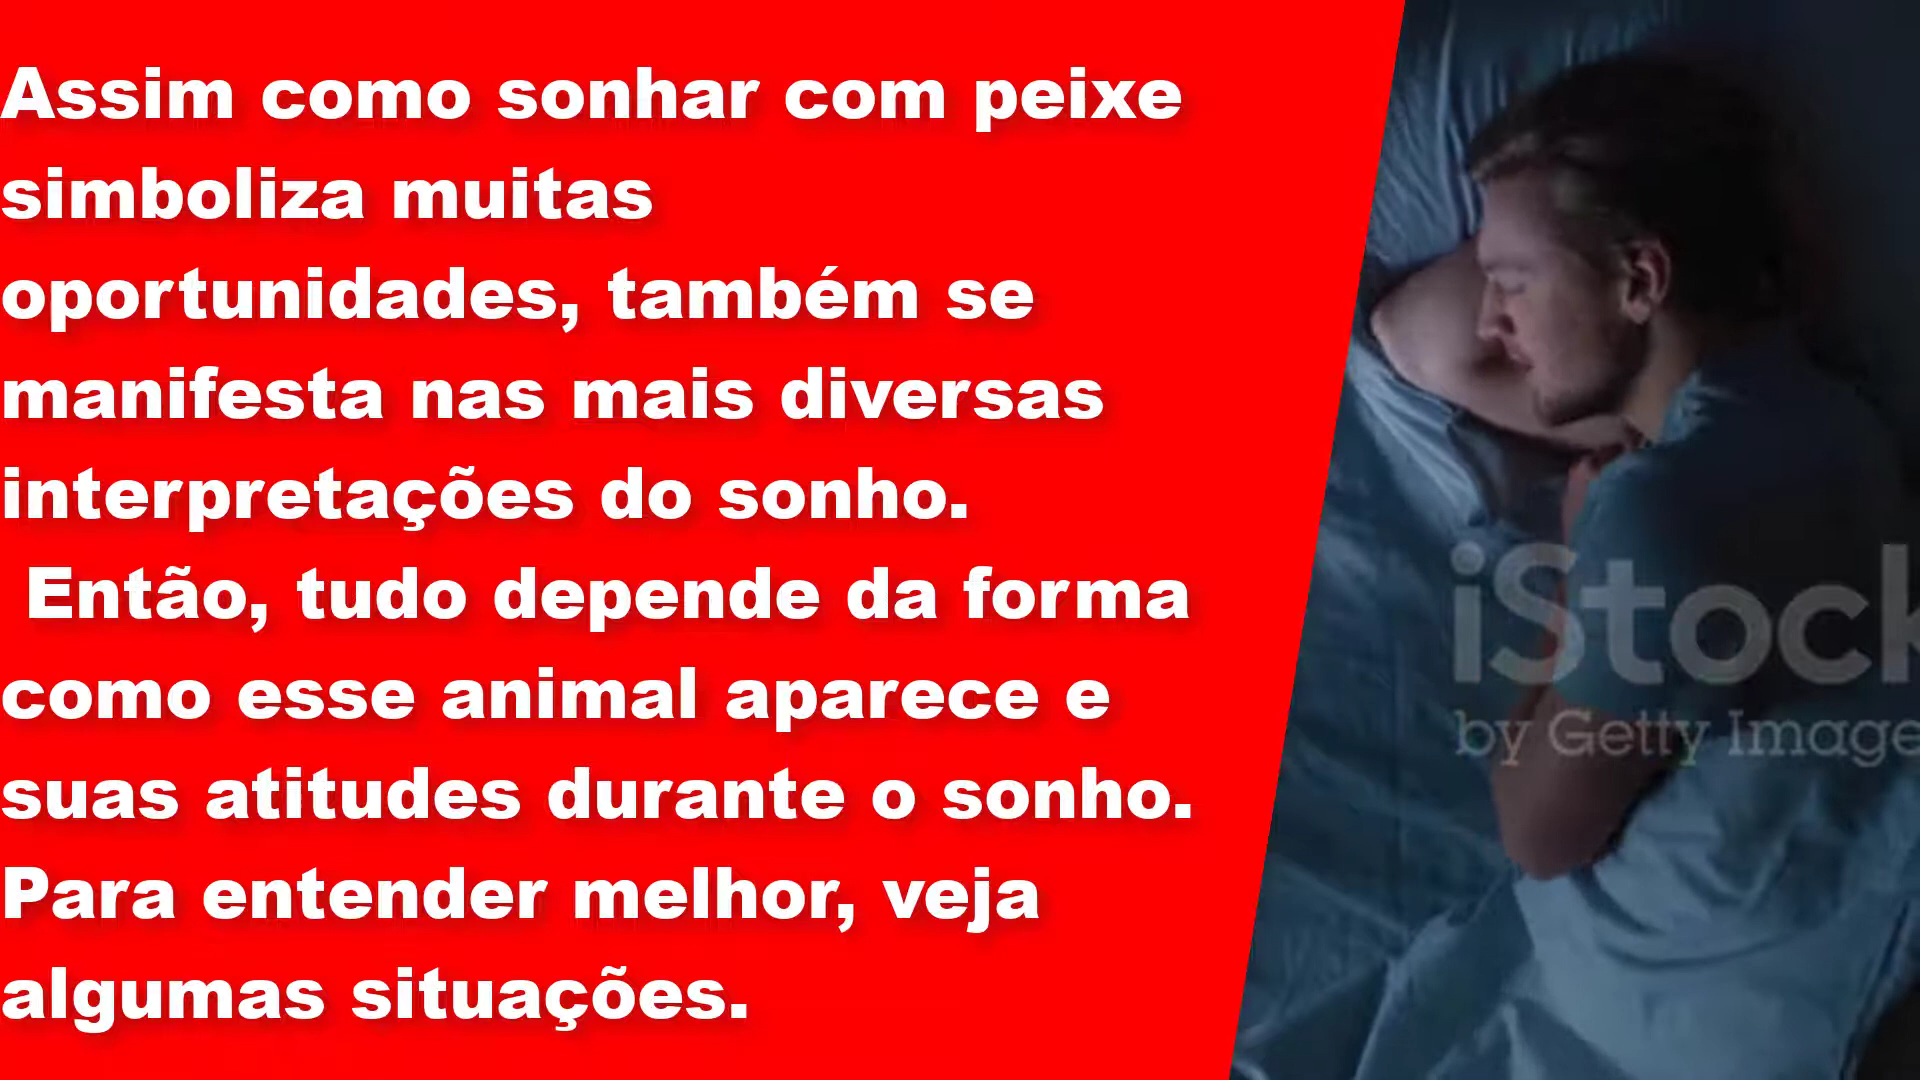 Assim como sonhar com peixe
simboliza muitas
oportunidades, também se
manifesta nas mais diversas
interpretações do sonho.
Então, tudo depende da forma
como esse animal aparece e
suas atitudes durante o sonho.
Para entender melhor, veja
algumas situações.
iStock
by Getty Image